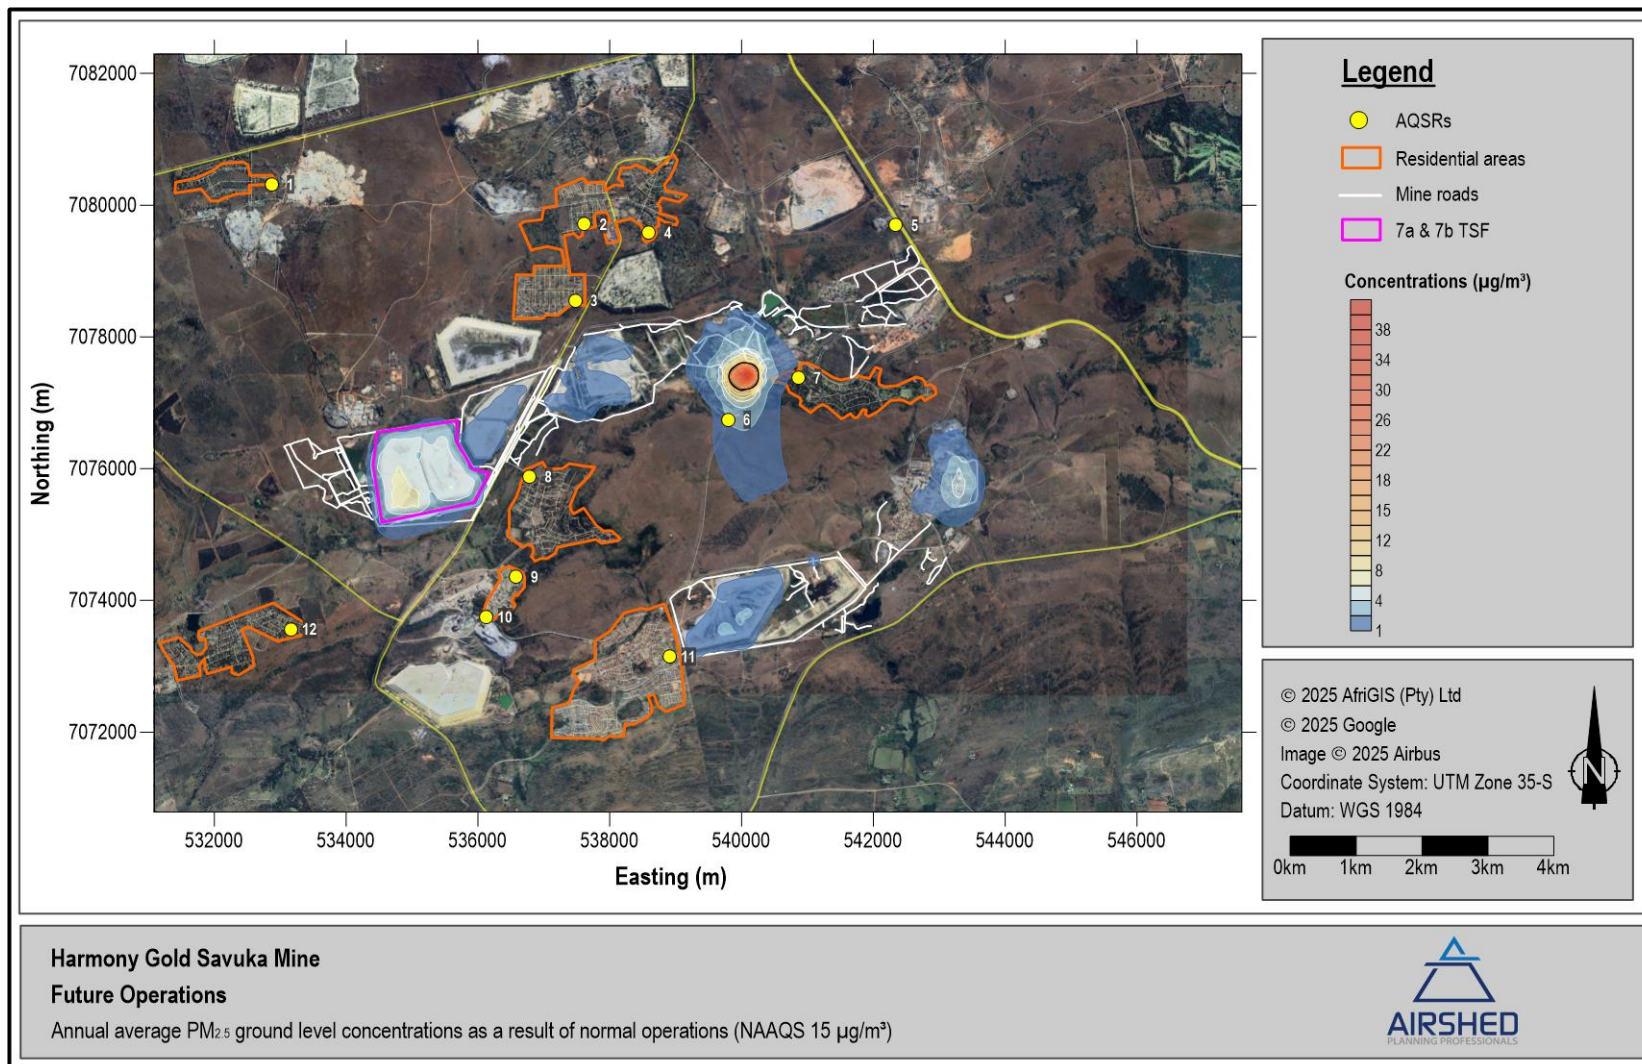 Legend
AQSRs
Residential areas
Mine roads
7a & 7b TSF
Concentrations (µg/m³)
38
34
30
26
22
18
15
12
8
4
1
© 2025 AfriGIS (Pty) Ltd
© 2025 Google
Image © 2025 Airbus
Coordinate System: UTM Zone 35-S
Datum: WGS 1984
N
0km 1km 2km 3km 4km
Northing (m)
7082000
7080000
7078000
7076000
7074000
7072000
1
2
4
5
3
7
6
8
9
10
12
11
532000 534000 536000 538000 540000 542000 544000 546000
Easting (m)
Harmony Gold Savuka Mine
Future Operations
Annual average PM2.5 ground level concentrations as a result of normal operations (NAAQS 15 µg/m³)
AIRSHED
PLANNING PROFESSIONALS